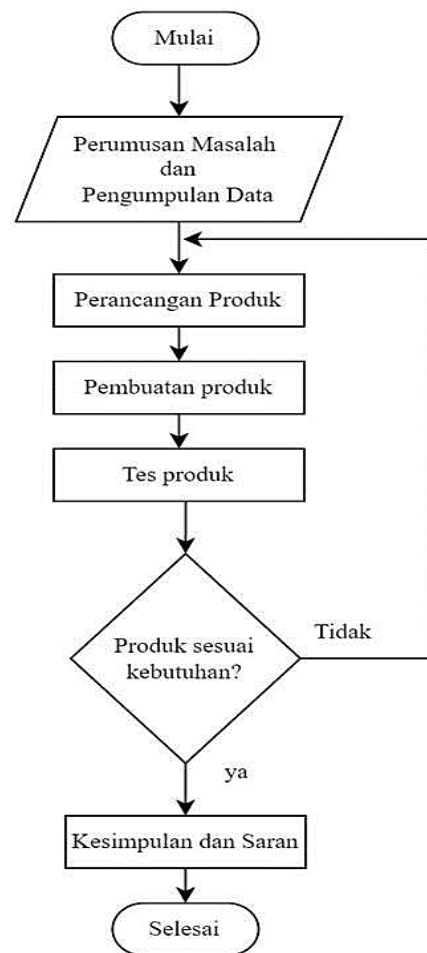 Mulai
Perumusan Masalah
dan
Pengumpulan Data
Perancangan Produk
Pembuatan produk
Tes produk
Produk sesuai
kebutuhan?
Tidak
ya
Kesimpulan dan Saran
Selesai